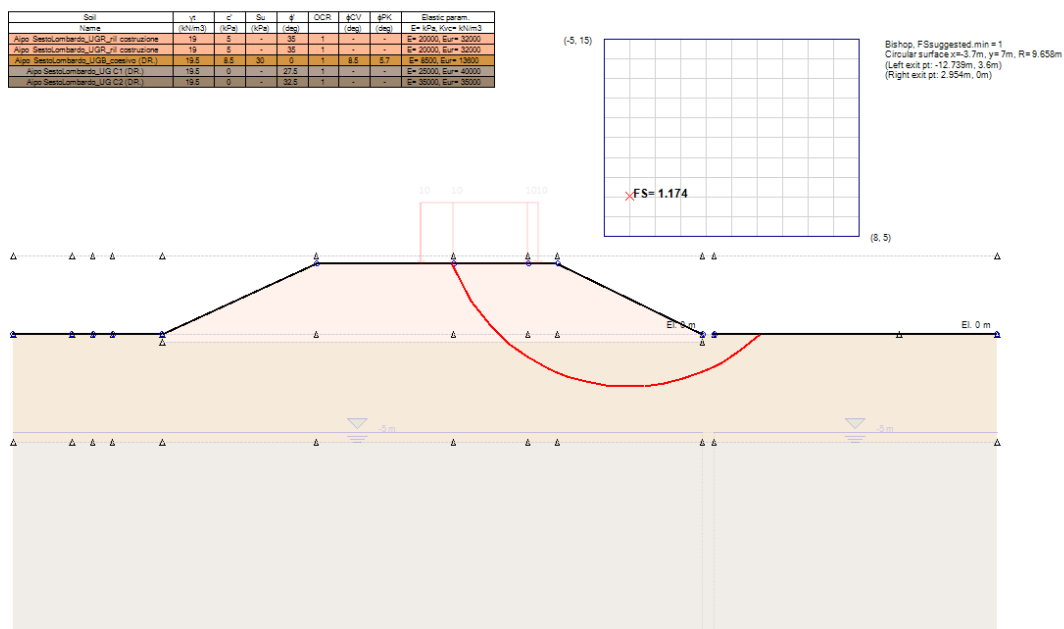 Soil γt c' Su ϕ' OCR ϕCV ϕPK Elastic param.
Name (kN/m3) (kPa) (kPa) (deg) (deg) (deg) E= kPa, Kvc= kN/m3
Aipo SestoLombardo_UGR_ril costruzione 19 5 - 35 1 - - E= 20000, Eur= 32000
Aipo SestoLombardo_UGR_ril costruzione 19 5 - 35 1 - - E= 20000, Eur= 32000
Aipo SestoLombardo_UGB_coesivo (DR.) 19.5 8.5 30 0 1 8.5 5.7 E= 8500, Eur= 13600
Aipo SestoLombardo_UG C1 (DR.) 19.5 0 - 27.5 1 - - E= 25000, Eur= 40000
Aipo SestoLombardo_UG C2 (DR.) 19.5 0 - 32.5 1 - - E= 35000, Eur= 35000
(-5, 15)
Bishop, FSsuggested.min = 1
Circular surface x=-3.7m, y=7m, R=9.658m
(Left exit pt: -12.739m, 3.6m)
(Right exit pt: 2.954m, 0m)
FS= 1.174
(8, 5)
10 10 1010
El. 0 m El. 0 m
-5 m -5 m